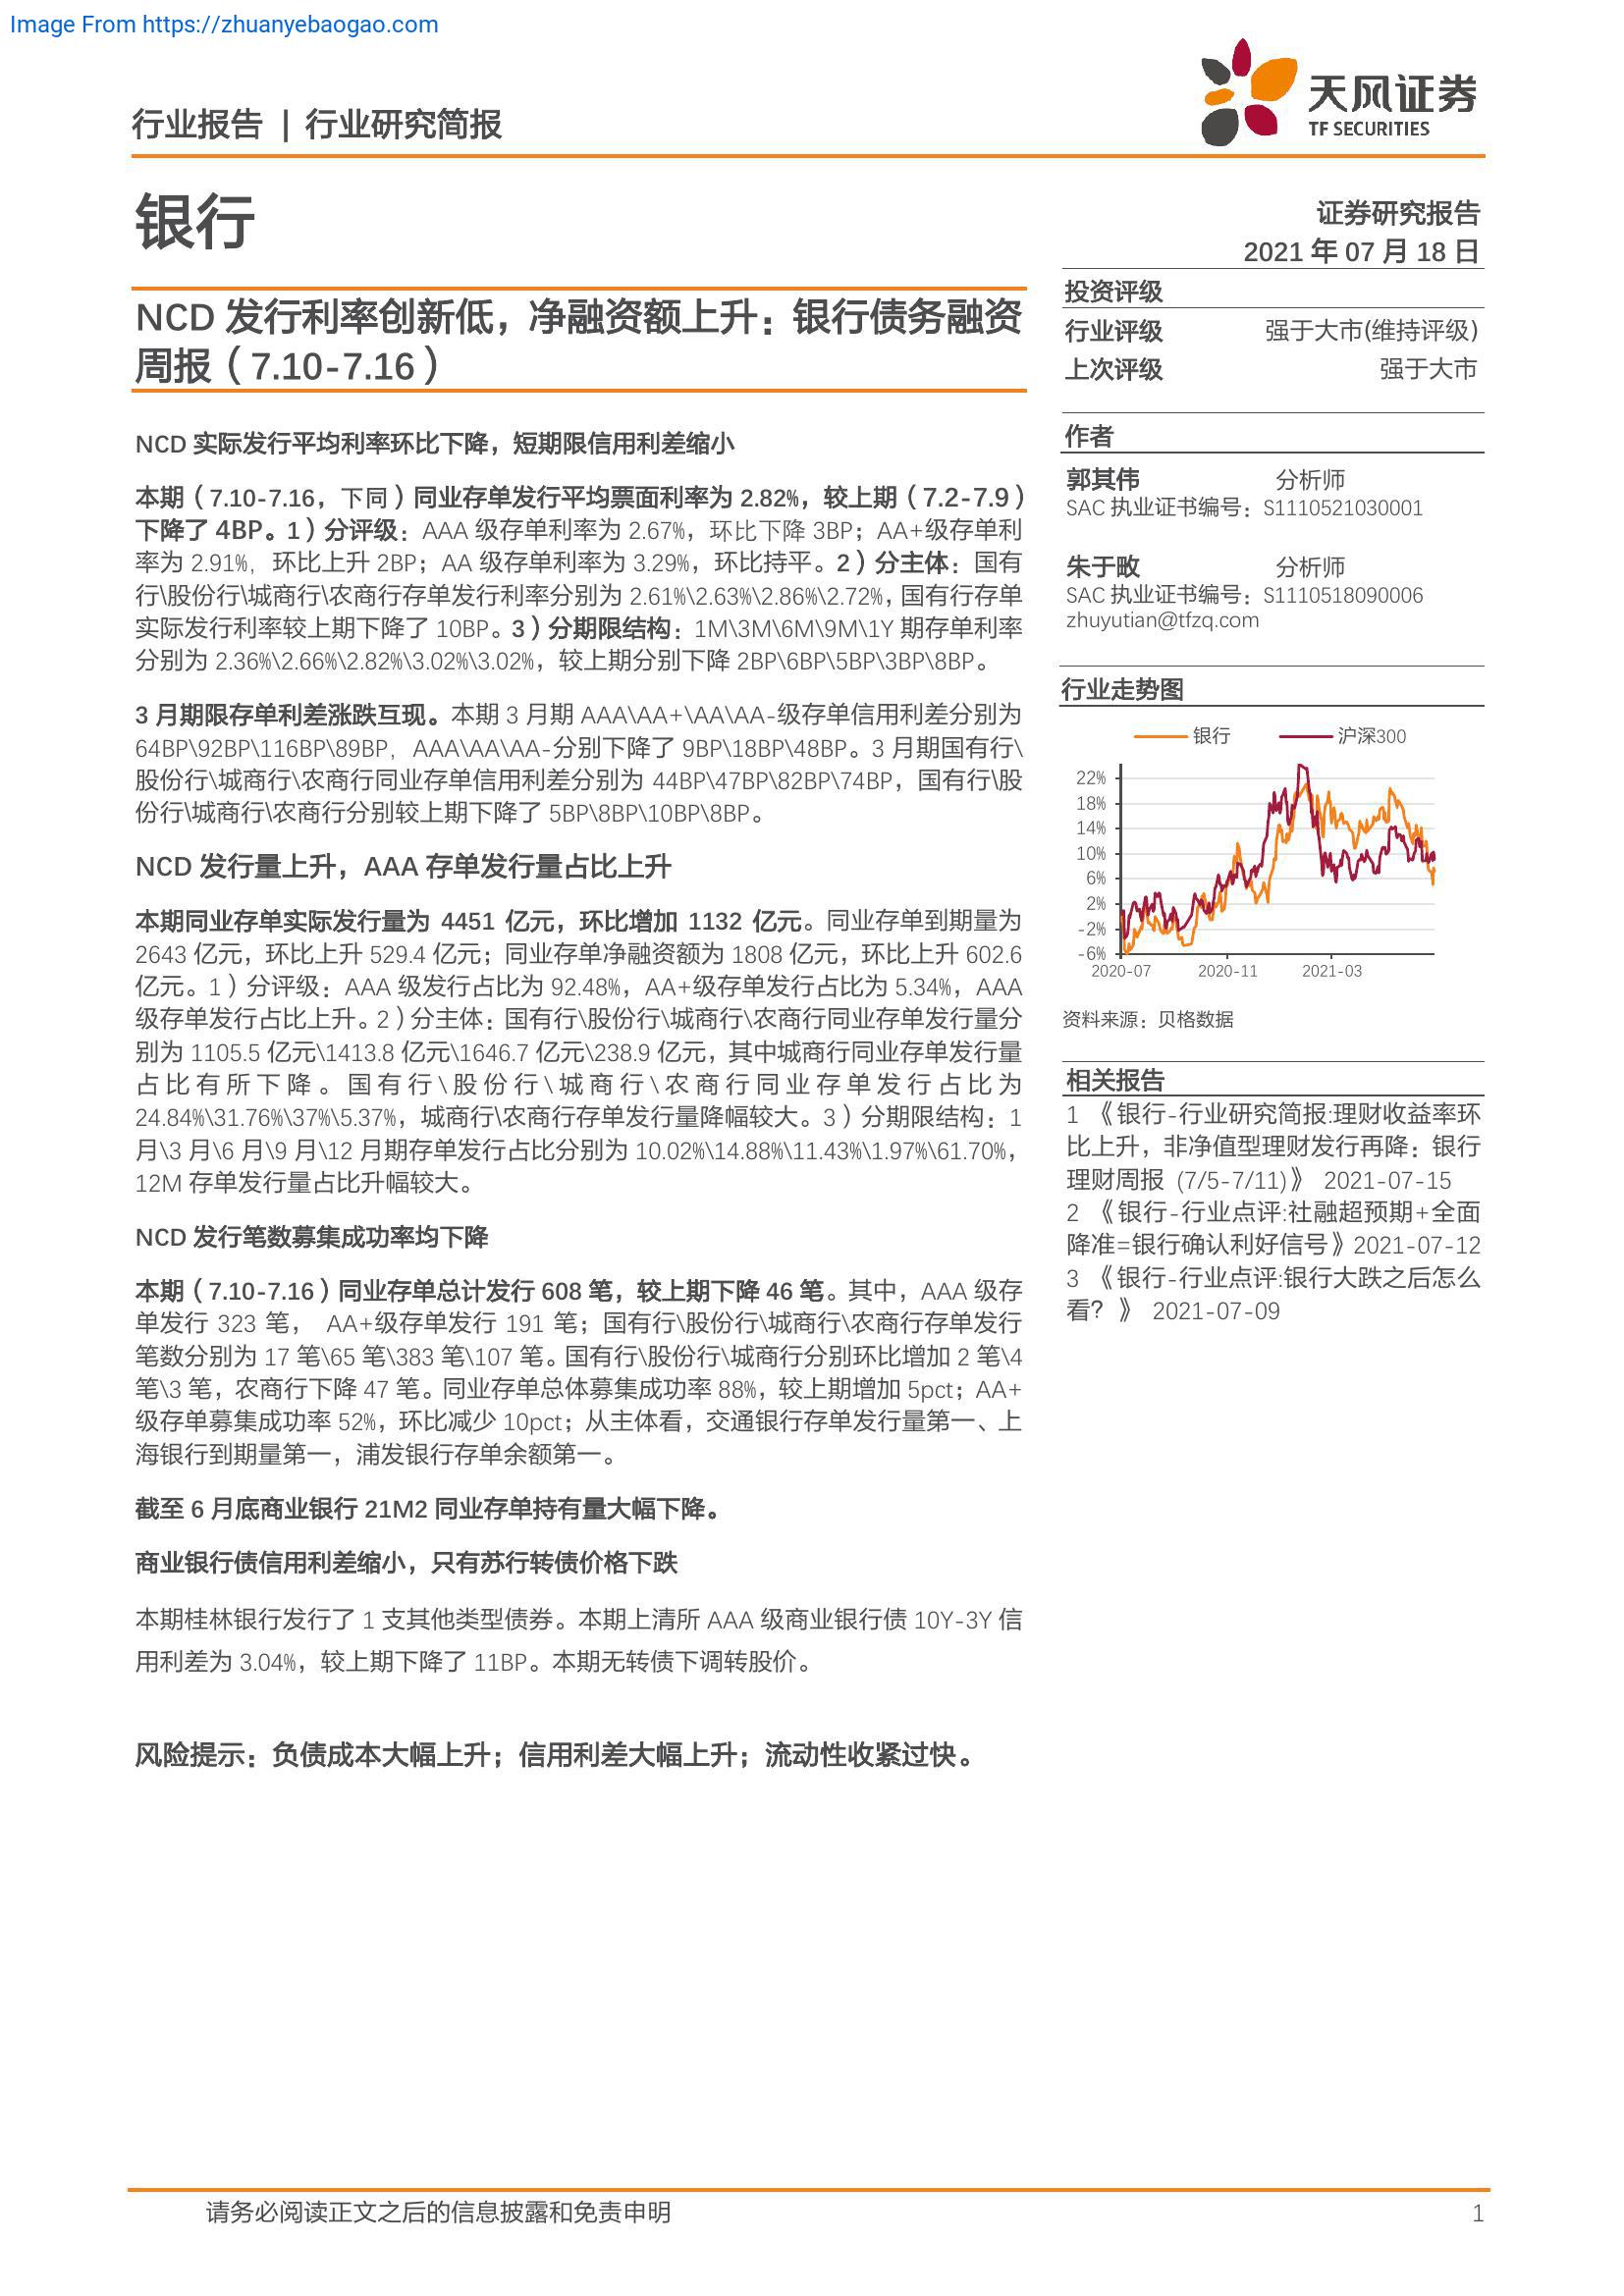 Image From https://zhuanyebaogao.com
行业报告 | 行业研究简报
天风证券
TF SECURITIES
银行
证券研究报告
2021 年 07 月 18 日
NCD 发行利率创新低，净融资额上升：银行债务融资
周报（7.10-7.16）
NCD 实际发行平均利率环比下降，短期限信用利差缩小
本期（7.10-7.16，下同）同业存单发行平均票面利率为 2.82%，较上期（7.2-7.9）
下降了 4BP。1）分评级：AAA 级存单利率为 2.67%，环比下降 3BP；AA+级存单利
率为 2.91%，环比上升 2BP；AA 级存单利率为 3.29%，环比持平。2）分主体：国有
行\股份行\城商行\农商行存单发行利率分别为 2.61%\2.63%\2.86%\2.72%，国有行存单
实际发行利率较上期下降了 10BP。3）分期限结构：1M\3M\6M\9M\1Y 期存单利率
分别为 2.36%\2.66%\2.82%\3.02%\3.02%，较上期分别下降 2BP\6BP\5BP\3BP\8BP。
3 月期限存单利差涨跌互现。本期 3 月期 AAA\AA+\AA\AA-级存单信用利差分别为
64BP\92BP\116BP\89BP，AAA\AA\AA-分别下降了 9BP\18BP\48BP。3 月期国有行\
股份行\城商行\农商行同业存单信用利差分别为 44BP\47BP\82BP\74BP，国有行\股
份行\城商行\农商行分别较上期下降了 5BP\8BP\10BP\8BP。
NCD 发行量上升，AAA 存单发行量占比上升
本期同业存单实际发行量为 4451 亿元，环比增加 1132 亿元。同业存单到期量为
2643 亿元，环比上升 529.4 亿元；同业存单净融资额为 1808 亿元，环比上升 602.6
亿元。1）分评级：AAA 级发行占比为 92.48%，AA+级存单发行占比为 5.34%，AAA
级存单发行占比上升。2）分主体：国有行\股份行\城商行\农商行同业存单发行量分
别为 1105.5 亿元\1413.8 亿元\1646.7 亿元\238.9 亿元，其中城商行同业存单发行量
占比有所下降。国有行\股份行\城商行\农商行同业存单发行占比为
24.84%\31.76%\37%\5.37%，城商行\农商行存单发行量降幅较大。3）分期限结构：1
月\3 月\6 月\9 月\12 月期存单发行占比分别为 10.02%\14.88%\11.43%\1.97%\61.70%，
12M 存单发行量占比升幅较大。
NCD 发行笔数募集成功率均下降
本期（7.10-7.16）同业存单总计发行 608 笔，较上期下降 46 笔。其中，AAA 级存
单发行 323 笔， AA+级存单发行 191 笔；国有行\股份行\城商行\农商行存单发行
笔数分别为 17 笔\65 笔\383 笔\107 笔。国有行\股份行\城商行分别环比增加 2 笔\4
笔\3 笔，农商行下降 47 笔。同业存单总体募集成功率 88%，较上期增加 5pct；AA+
级存单募集成功率 52%，环比减少 10pct；从主体看，交通银行存单发行量第一、上
海银行到期量第一，浦发银行存单余额第一。
截至 6 月底商业银行 21M2 同业存单持有量大幅下降。
商业银行债信用利差缩小，只有苏行转债价格下跌
本期桂林银行发行了 1 支其他类型债券。本期上清所 AAA 级商业银行债 10Y-3Y 信
用利差为 3.04%，较上期下降了 11BP。本期无转债下调转股价。
风险提示：负债成本大幅上升；信用利差大幅上升；流动性收紧过快。
投资评级
行业评级 强于大市(维持评级)
上次评级 强于大市
作者
郭其伟 分析师
SAC 执业证书编号：S1110521030001
朱于畋 分析师
SAC 执业证书编号：S1110518090006
zhuyutian@tfzq.com
行业走势图
银行 沪深300
22%
18%
14%
10%
6%
2%
-2%
-6%
2020-07 2020-11 2021-03
资料来源：贝格数据
相关报告
1 《银行-行业研究简报:理财收益率环
比上升，非净值型理财发行再降：银行
理财周报 (7/5-7/11)》 2021-07-15
2 《银行-行业点评:社融超预期+全面
降准=银行确认利好信号》2021-07-12
3 《银行-行业点评:银行大跌之后怎么
看？》 2021-07-09
请务必阅读正文之后的信息披露和免责申明 1